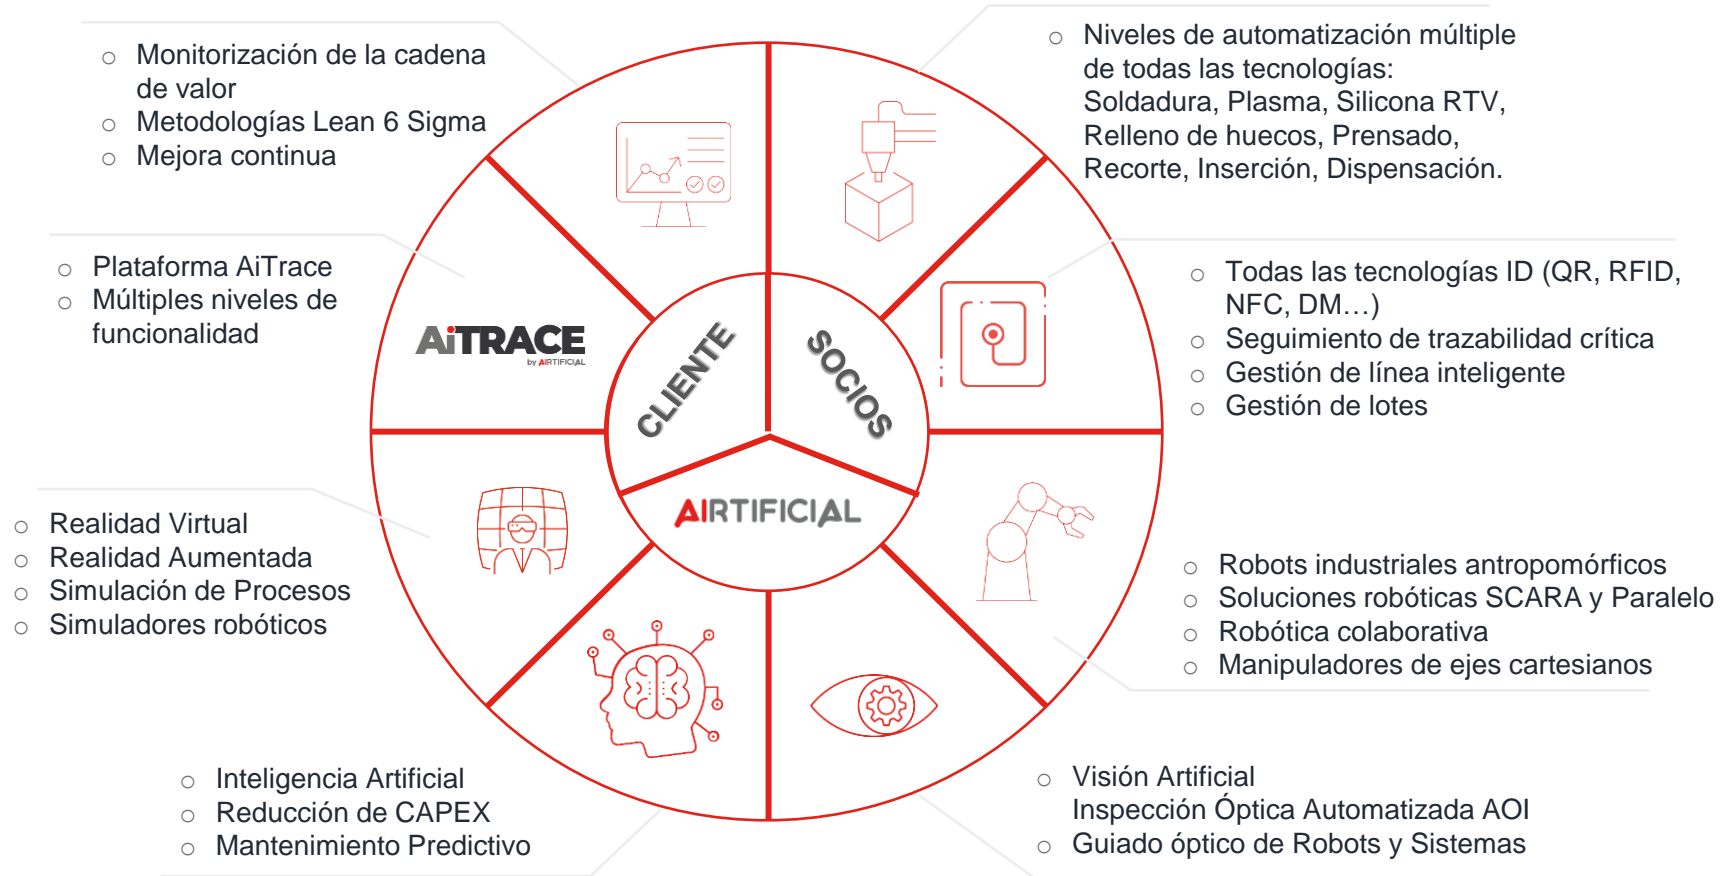 ○ Monitorización de la cadena
de valor
○ Metodologías Lean 6 Sigma
○ Mejora continua
○ Niveles de automatización múltiple
de todas las tecnologías:
Soldadura, Plasma, Silicona RTV,
Relleno de huecos, Prensado,
Recorte, Inserción, Dispensación.
○ Plataforma AiTrace
○ Múltiples niveles de
funcionalidad
AiTRACE
by AIRTIFICIAL
CLIENTE
SOCIOS
AIRTIFICIAL
○ Todas las tecnologías ID (QR, RFID,
NFC, DM…)
○ Seguimiento de trazabilidad crítica
○ Gestión de línea inteligente
○ Gestión de lotes
○ Realidad Virtual
○ Realidad Aumentada
○ Simulación de Procesos
○ Simuladores robóticos
○ Robots industriales antropomórficos
○ Soluciones robóticas SCARA y Paralelo
○ Robótica colaborativa
○ Manipuladores de ejes cartesianos
○ Inteligencia Artificial
○ Reducción de CAPEX
○ Mantenimiento Predictivo
○ Visión Artificial
Inspección Óptica Automatizada AOI
○ Guiado óptico de Robots y Sistemas